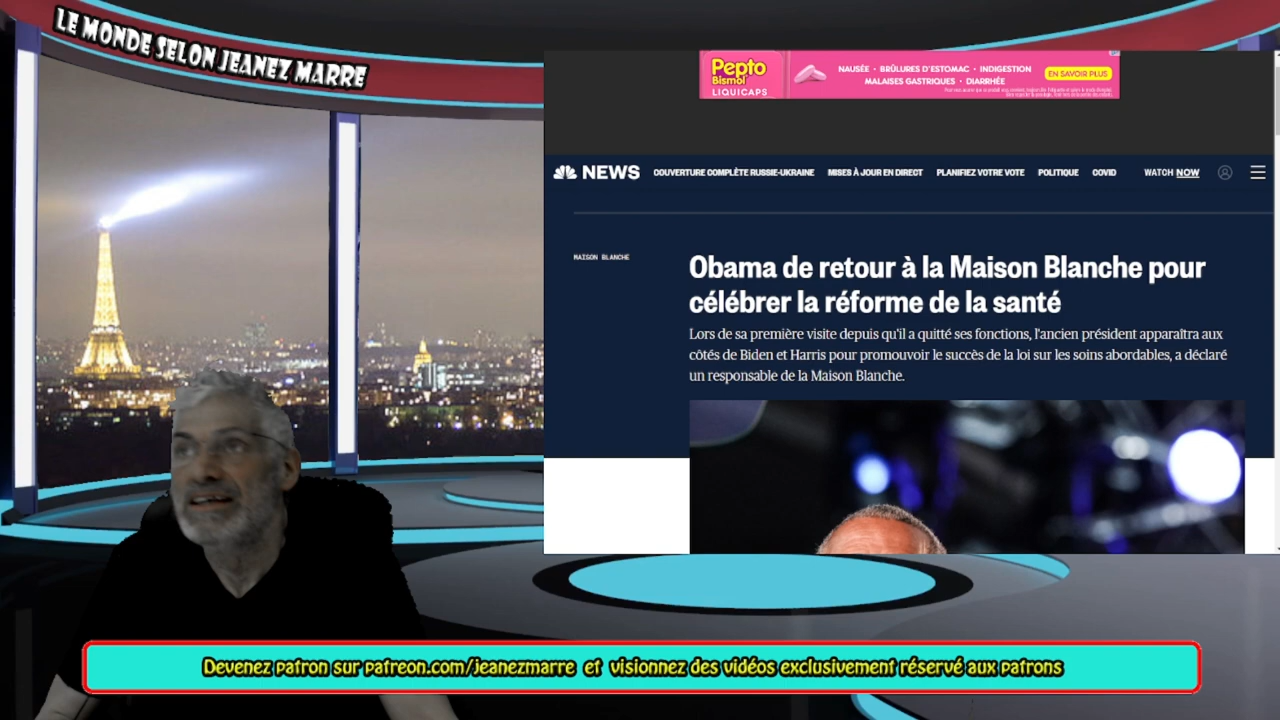 LE MONDE SELON JEANEZ MARRE
Pepto
Bismol
LIQUICAPS
NAUSÉE • BRÛLURES D'ESTOMAC • INDIGESTION
MALAISES GASTRIQUES • DIARRHÉE
EN SAVOIR PLUS
NEWS
COUVERTURE COMPLÈTE RUSSIE-UKRAINE
MISES À JOUR EN DIRECT
PLANIFIEZ VOTRE VOTE
POLITIQUE
COVID
WATCH NOW
MAISON BLANCHE
Obama de retour à la Maison Blanche pour
célébrer la réforme de la santé
Lors de sa première visite depuis qu'il a quitté ses fonctions, l'ancien président apparaîtra aux
côtés de Biden et Harris pour promouvoir le succès de la loi sur les soins abordables, a déclaré
un responsable de la Maison Blanche.
Devenez patron sur patreon.com/jeanezmarre et visionnez des vidéos exclusivement réservé aux patrons